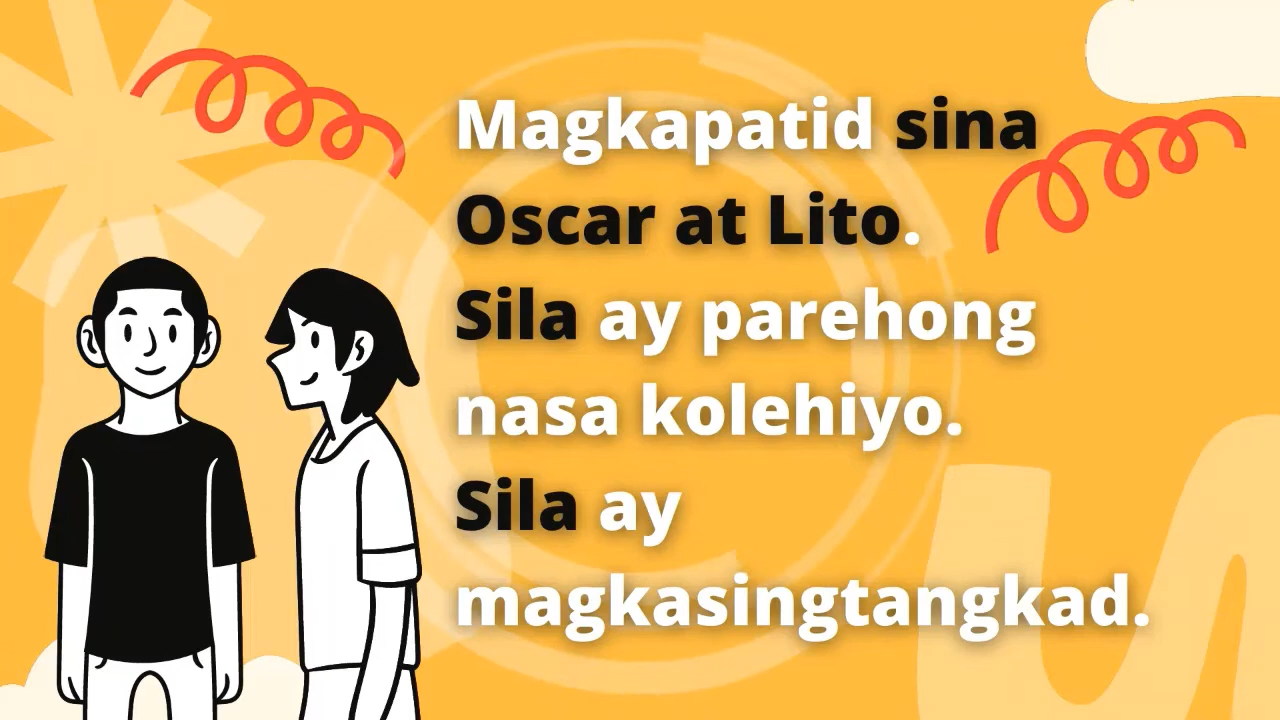 Magkapatid sina
Oscar at Lito.
Sila ay parehong
nasa kolehiyo.
Sila ay
magkasingtangkad.